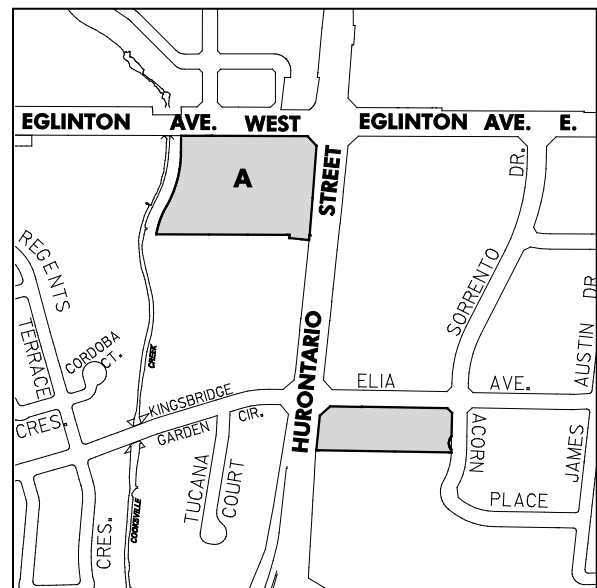 EGLINTON AVE. WEST
EGLINTON AVE. E.
A
HURONTARIO STREET
SORRENTO DR.
AUSTIN DR
REGENTS TERRACE
CORDOBA CT.
CREEK
KINGSBRIDGE
GARDEN CIR.
ELIA AVE.
CRES.
TUCANA COURT
ACORN
PLACE
JAMES
CRES.
COOKSVILLE